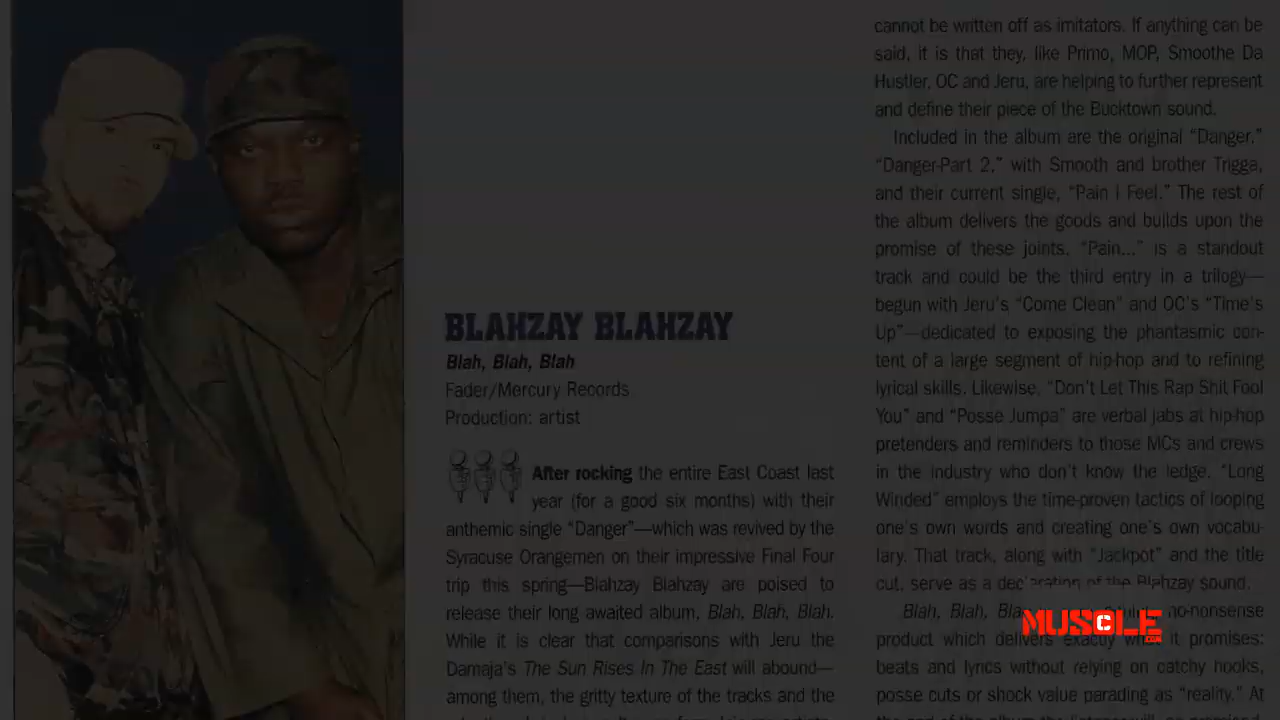 BLAHZAY BLAHZAY
Blah, Blah, Blah
Fader/Mercury Records
Production: artist
After rocking the entire East Coast last
year (for a good six months) with their
anthemic single “Danger”—which was revived by the
Syracuse Orangemen on their impressive Final Four
trip this spring—Blahzay Blahzay are poised to
release their long awaited album, Blah, Blah, Blah.
While it is clear that comparisons with Jeru the
Damaja's The Sun Rises In The East will abound—
among them, the gritty texture of the tracks and the
cannot be written off as imitators. If anything can be
said, it is that they, like Primo, MOP, Smoothe Da
Hustler, OC and Jeru, are helping to further represent
and define their piece of the Bucktown sound.
Included in the album are the original “Danger,”
“Danger-Part 2,” with Smooth and brother Trigga,
and their current single, “Pain I Feel.” The rest of
the album delivers the goods and builds upon the
promise of these joints. “Pain...” is a standout
track and could be the third entry in a trilogy—
begun with Jeru's “Come Clean” and OC's “Time's
Up”—dedicated to exposing the phantasmic con-
tent of a large segment of hip-hop and to refining
lyrical skills. Likewise, “Don't Let This Rap Shit Fool
You” and “Posse Jumpa” are verbal jabs at hip-hop
pretenders and reminders to those MCs and crews
in the industry who don't know the ledge. “Long
Winded” employs the time-proven tactics of looping
one's own words and creating one's own vocabu-
lary. That track, along with “Jackpot” and the title
cut, serve as a declaration of the Blahzay sound.
Blah, Blah, no-nonsense
MUSCLE
product which delivers exactly what it promises:
beats and lyrics without relying on catchy hooks,
posse cuts or shock value parading as “reality.” At